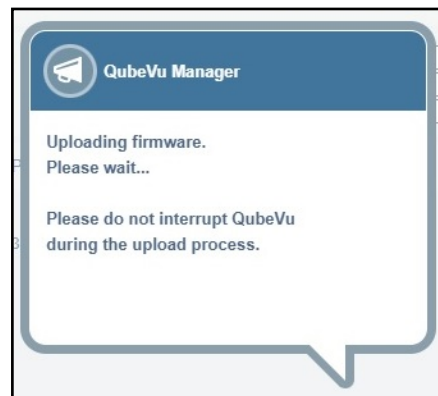 QubeVu Manager
Uploading firmware.
Please wait...
Please do not interrupt QubeVu
during the upload process.